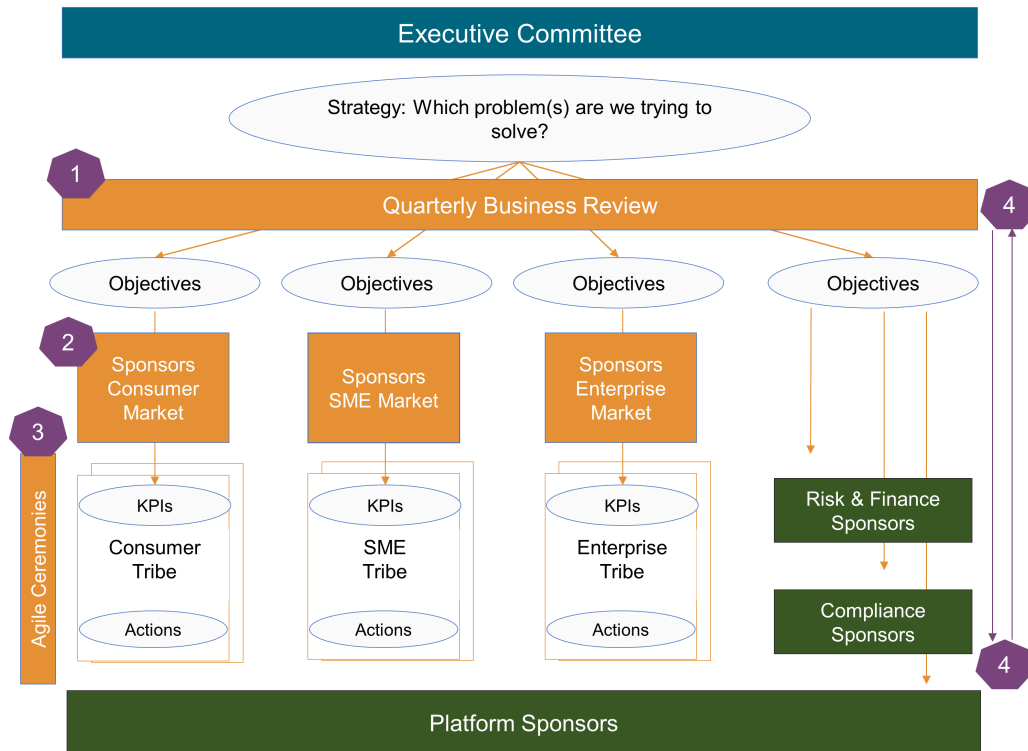 Executive Committee
Strategy: Which problem(s) are we trying to
solve?
1
Quarterly Business Review
4
Objectives
Objectives
Objectives
Objectives
2
Sponsors
Consumer
Market
Sponsors
SME Market
Sponsors
Enterprise
Market
3
Agile Ceremonies
KPIs
Consumer
Tribe
Actions
KPIs
SME
Tribe
Actions
KPIs
Enterprise
Tribe
Actions
Risk & Finance
Sponsors
Compliance
Sponsors
4
Platform Sponsors